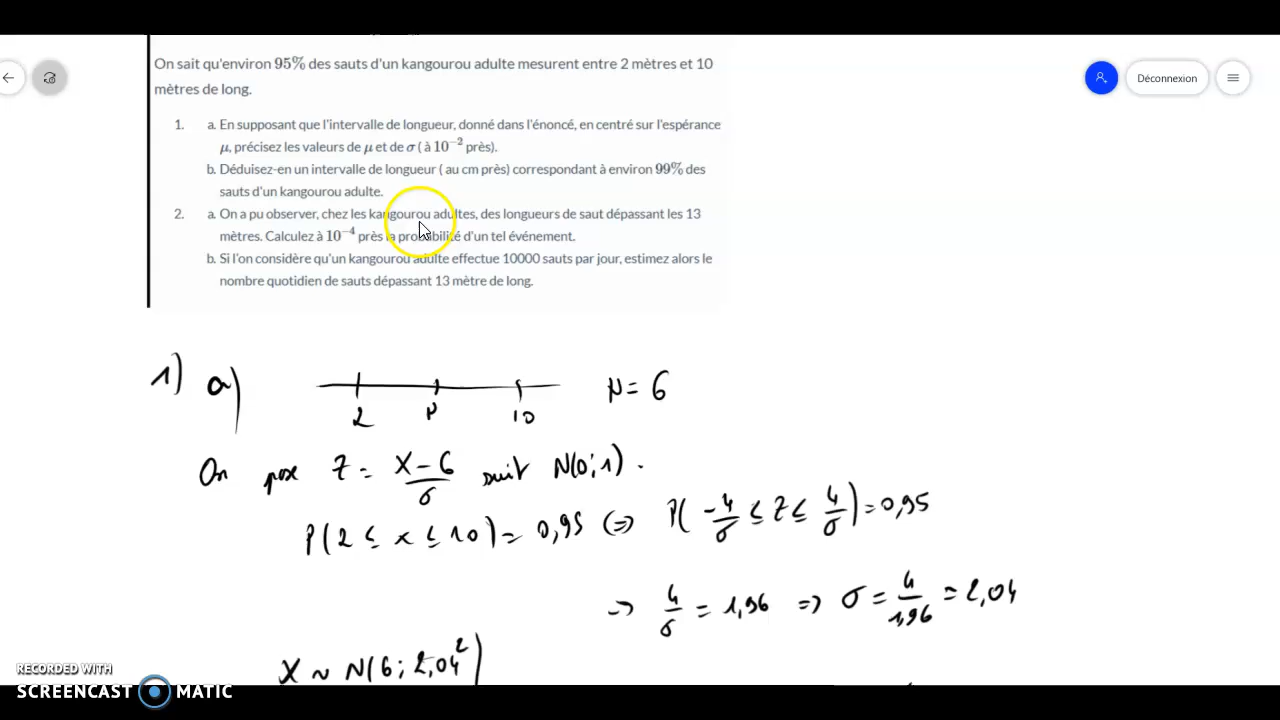 On sait qu'environ 95% des sauts d'un kangourou adulte mesurent entre 2 mètres et 10
mètres de long.
Déconnexion
1. a. En supposant que l'intervalle de longueur, donné dans l'énoncé, en centré sur l'espérance
μ, précisez les valeurs de μ et de σ ( à 10⁻² près).
b. Déduisez-en un intervalle de longueur ( au cm près) correspondant à environ 99% des
sauts d'un kangourou adulte.
2. a. On a pu observer, chez les kangourou adultes, des longueurs de saut dépassant les 13
mètres. Calculez à 10⁻⁴ près la probabilité d'un tel événement.
b. Si l'on considère qu'un kangourou adulte effectue 10000 sauts par jour, estimez alors le
nombre quotidien de sauts dépassant 13 mètre de long.
1) a) μ = 6
2 μ 10
On pose Z = (X - 6)/σ suit N(0;1).
P(2 ≤ X ≤ 10) = 0,95 ⇔ P(-4/σ ≤ Z ≤ 4/σ) = 0,95
⇒ 4/σ = 1,96 ⇒ σ = 4/1,96 = 2,04
X ~ N(6; 2,04²)
RECORDED WITH
SCREENCAST MATIC